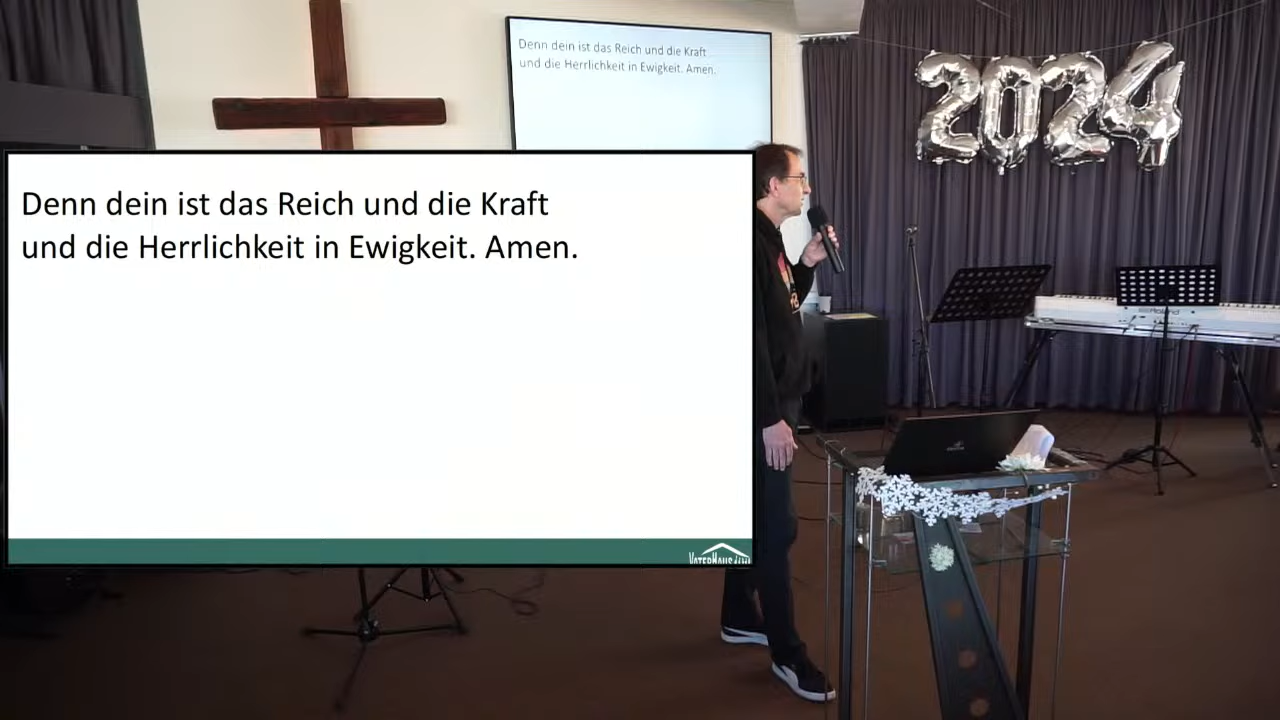 Denn dein ist das Reich und die Kraft
und die Herrlichkeit in Ewigkeit. Amen.
2024
Denn dein ist das Reich und die Kraft
und die Herrlichkeit in Ewigkeit. Amen.
Roland